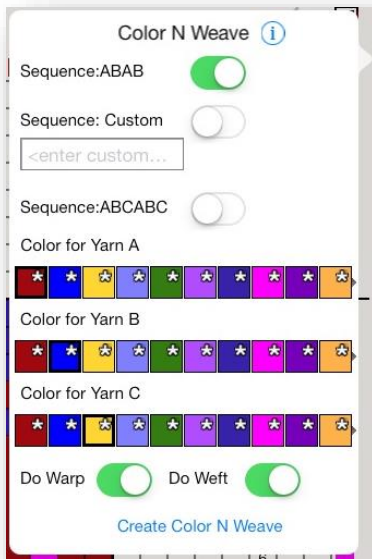 Color N Weave i
Sequence:ABAB
Sequence: Custom
<enter custom...
Sequence:ABCABC
Color for Yarn A
* * * * * * * * * *
Color for Yarn B
* * * * * * * * * *
Color for Yarn C
* * * * * * * * * *
Do Warp Do Weft
Create Color N Weave